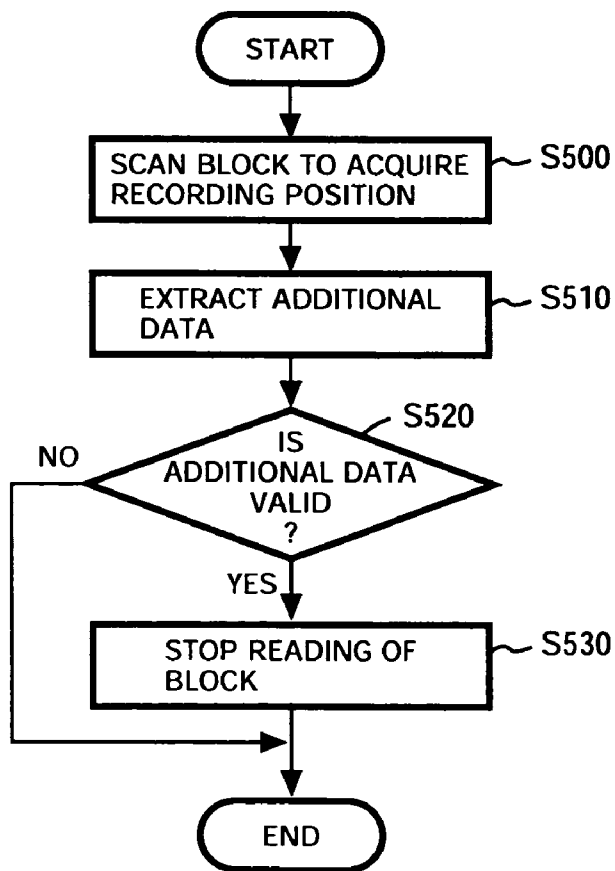 START
SCAN BLOCK TO ACQUIRE
RECORDING POSITION
S500
EXTRACT ADDITIONAL
DATA
S510
S520
IS
ADDITIONAL DATA
VALID
?
NO
YES
STOP READING OF
BLOCK
S530
END